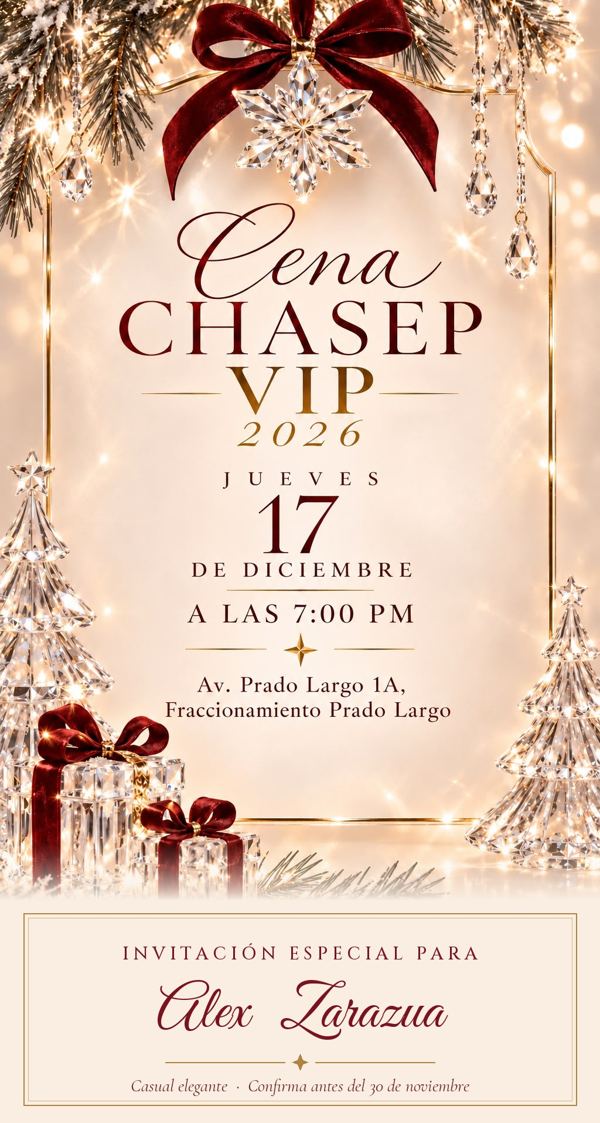 Cena
CHASEP
VIP
2026
JUEVES
17
DE DICIEMBRE
A LAS 7:00 PM
Av. Prado Largo 1A,
Fraccionamiento Prado Largo
INVITACIÓN ESPECIAL PARA
Alex Zarazua
Casual elegante · Confirma antes del 30 de noviembre